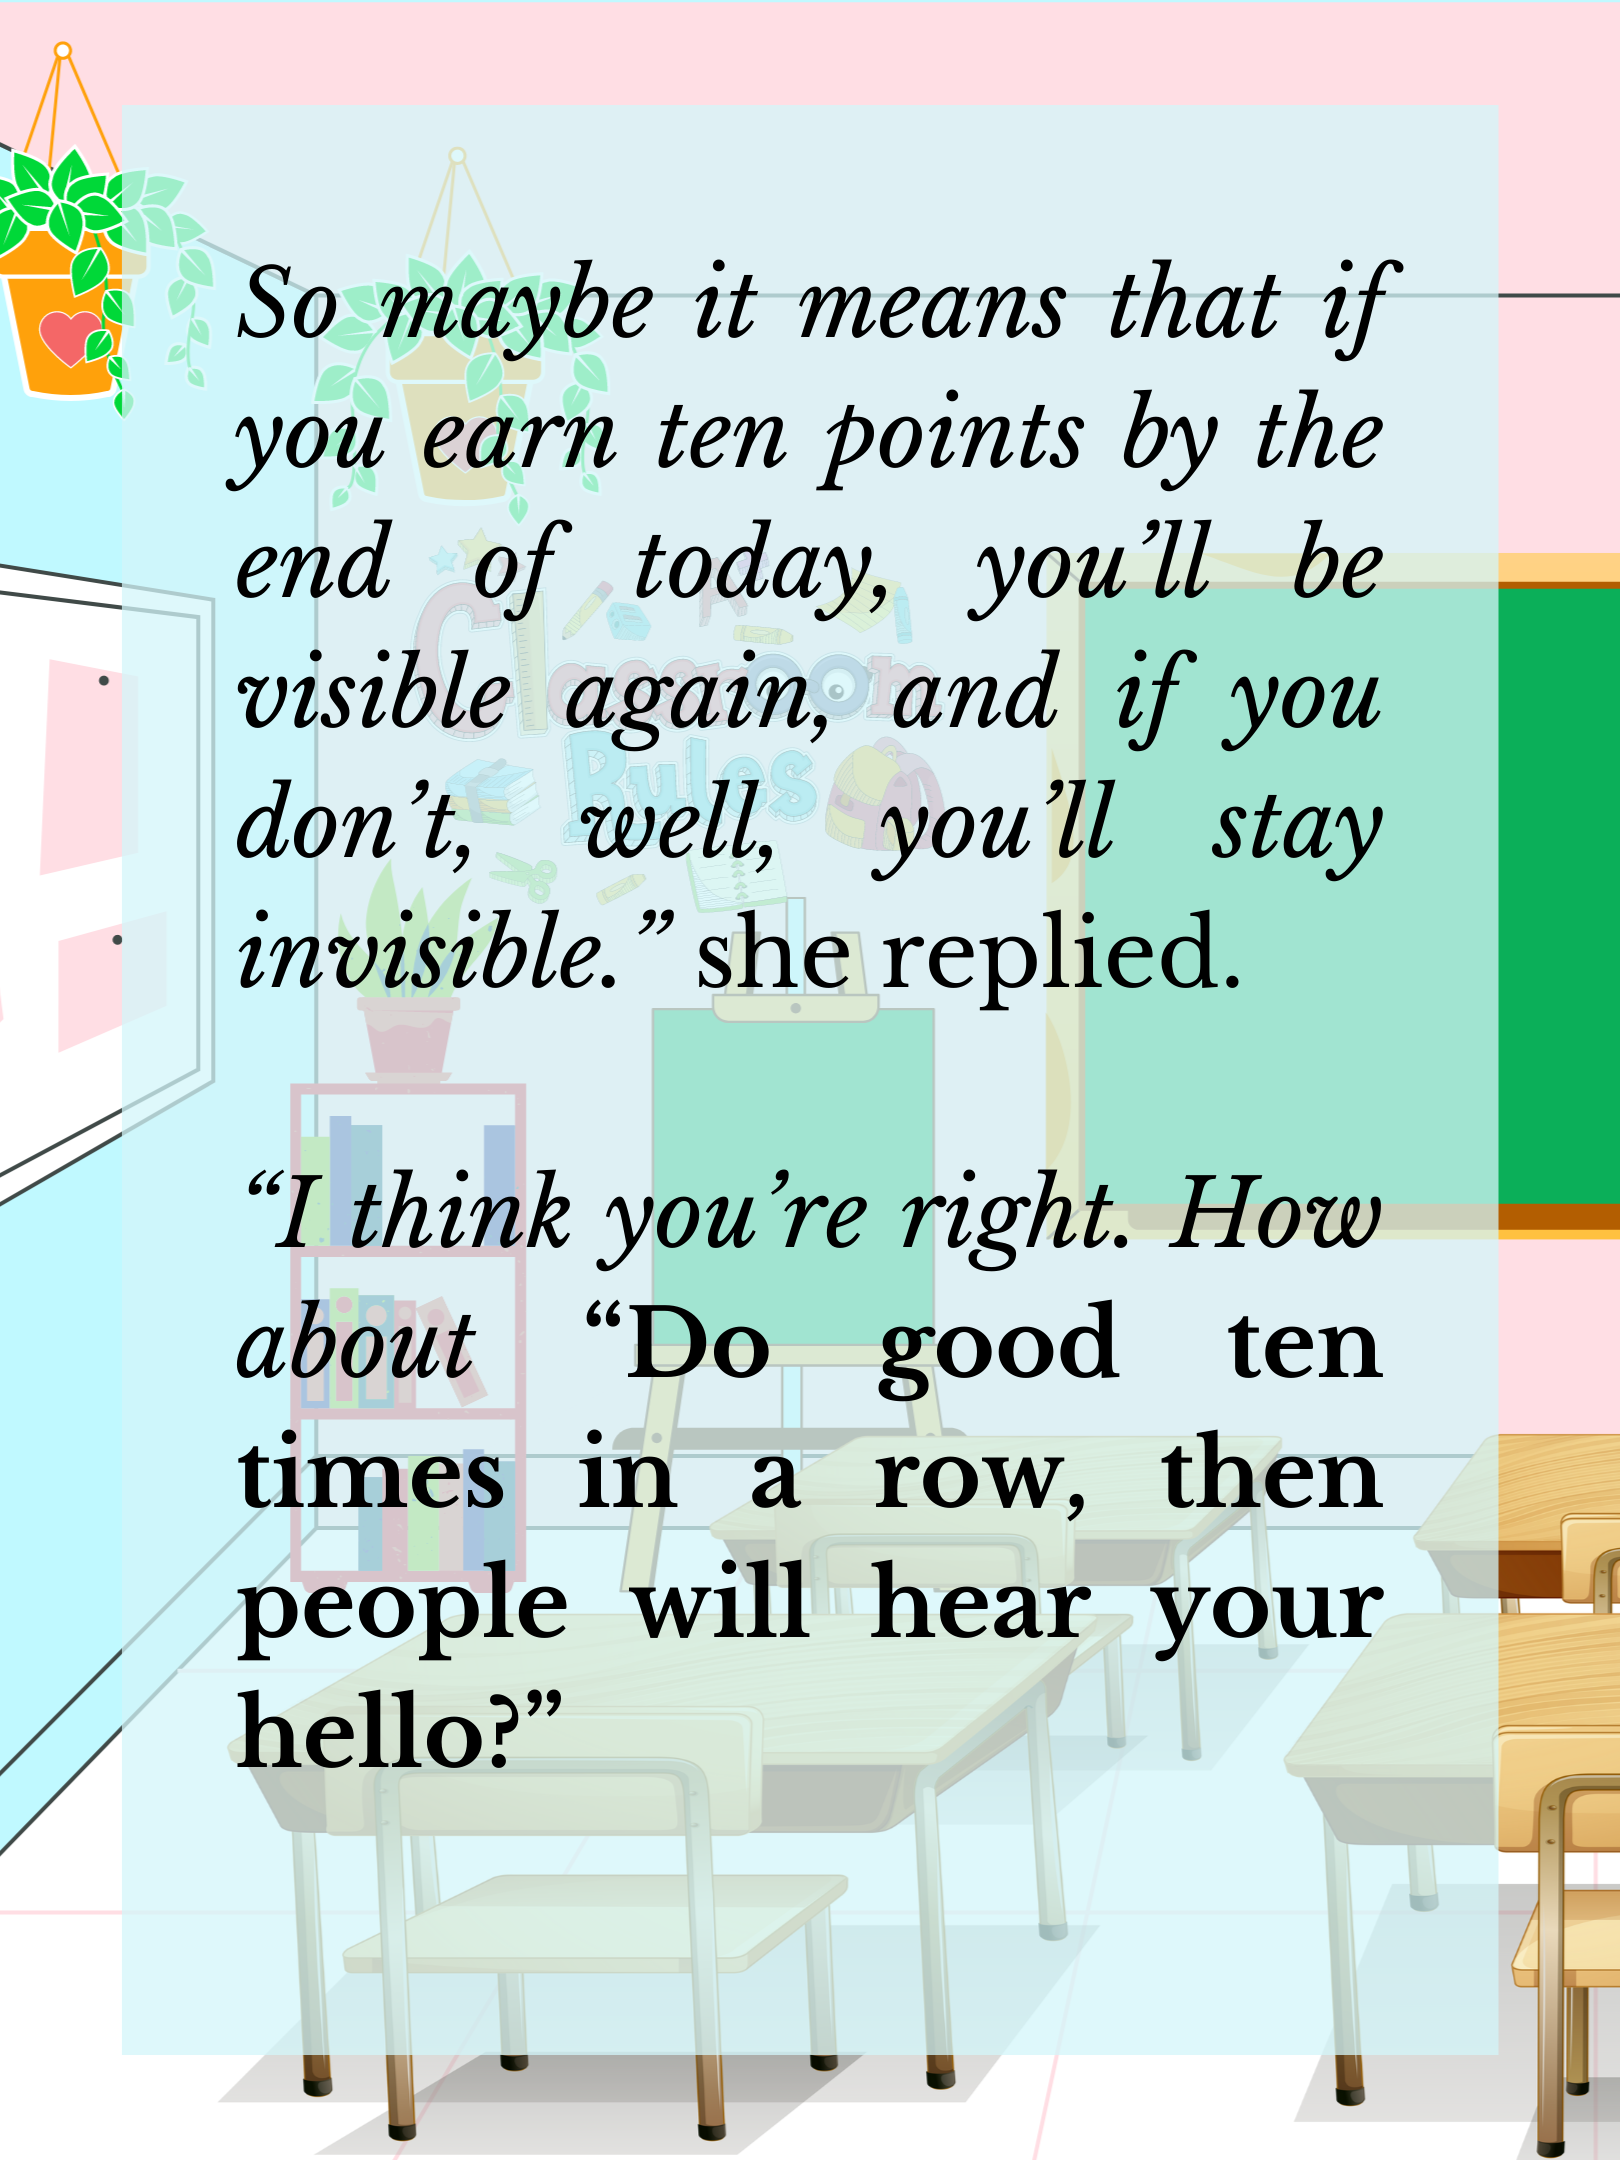 So maybe it means that if
you earn ten points by the
end of today, you’ll be
visible again, and if you
don’t, well, you’ll stay
invisible.” she replied.
“I think you’re right. How
about “Do good ten
times in a row, then
people will hear your
hello?”
Classroom
Rules